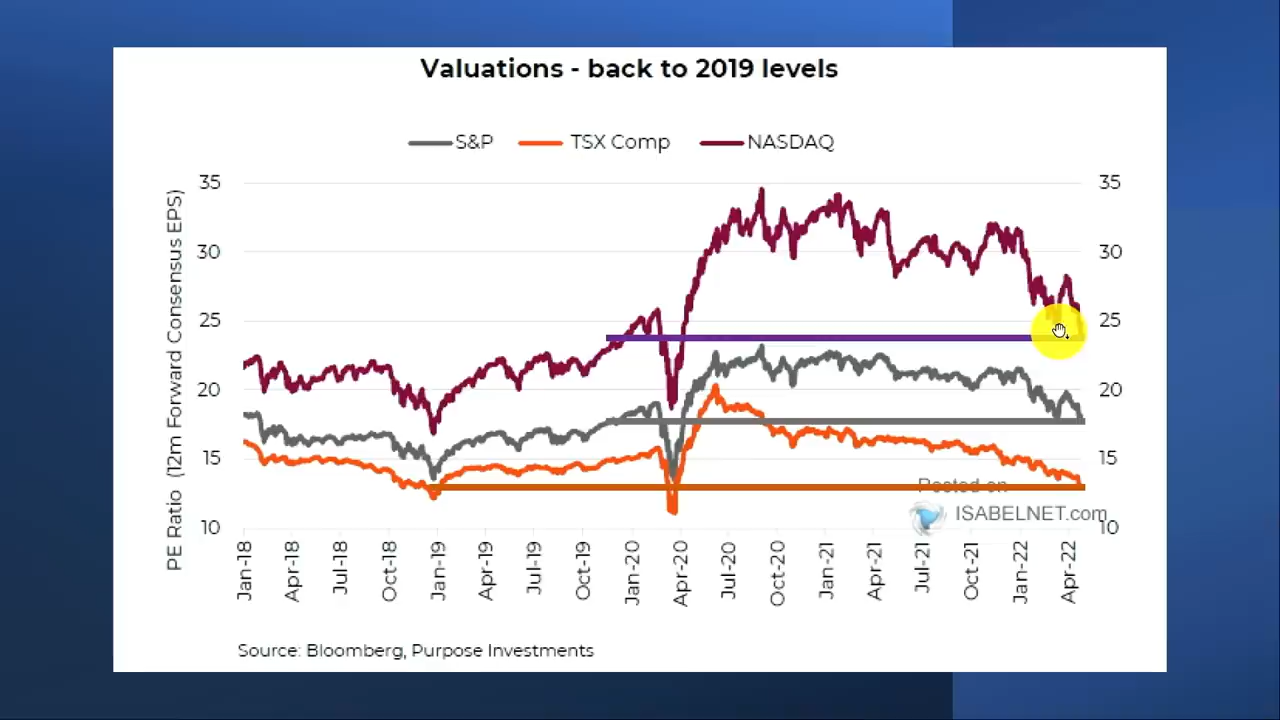 Valuations - back to 2019 levels
S&P TSX Comp NASDAQ
PE Ratio (12m Forward Consensus EPS)
35 35
30 30
25 25
20 20
15 15
10 10
Posted on
ISABELNET.com
Jan-18 Apr-18 Jul-18 Oct-18 Jan-19 Apr-19 Jul-19 Oct-19 Jan-20 Apr-20 Jul-20 Oct-20 Jan-21 Apr-21 Jul-21 Oct-21 Jan-22 Apr-22
Source: Bloomberg, Purpose Investments